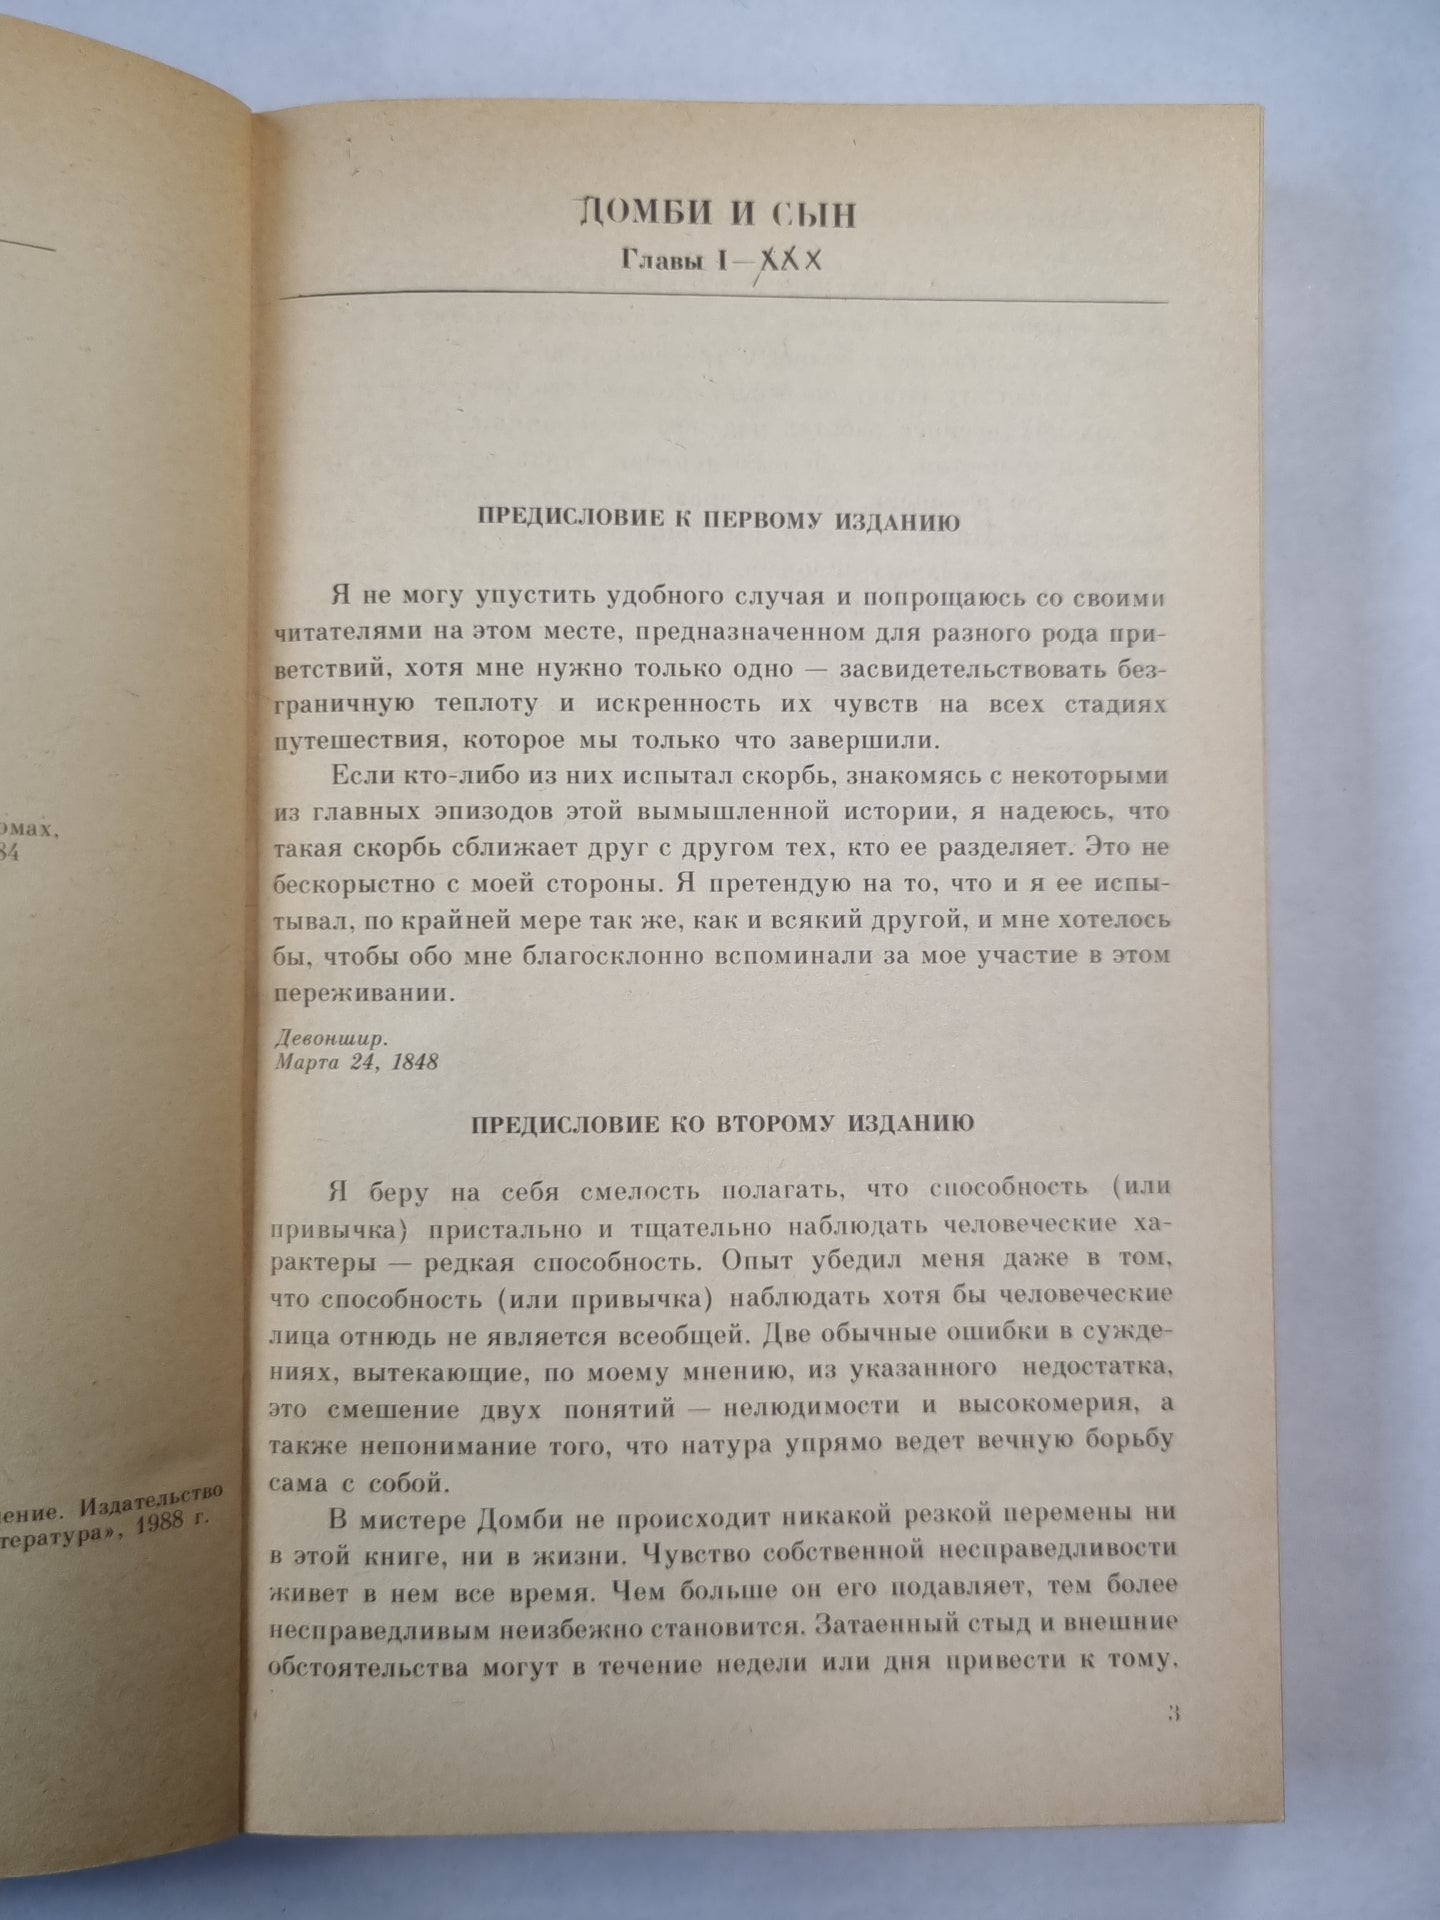 омах,
84
ение. Издательство
тература», 1988 г.
ДОМБИ И СЫН
Главы I—XXX
ПРЕДИСЛОВИЕ К ПЕРВОМУ ИЗДАНИЮ
Я не могу упустить удобного случая и попрощаюсь со своими
читателями на этом месте, предназначенном для разного рода при-
ветствий, хотя мне нужно только одно — засвидетельствовать без-
граничную теплоту и искренность их чувств на всех стадиях
путешествия, которое мы только что завершили.
Если кто-либо из них испытал скорбь, знакомясь с некоторыми
из главных эпизодов этой вымышленной истории, я надеюсь, что
такая скорбь сближает друг с другом тех, кто ее разделяет. Это не
бескорыстно с моей стороны. Я претендую на то, что и я ее испы-
тывал, по крайней мере так же, как и всякий другой, и мне хотелось
бы, чтобы обо мне благосклонно вспоминали за мое участие в этом
переживании.
Девоншир.
Марта 24, 1848
ПРЕДИСЛОВИЕ КО ВТОРОМУ ИЗДАНИЮ
Я беру на себя смелость полагать, что способность (или
привычка) пристально и тщательно наблюдать человеческие ха-
рактеры — редкая способность. Опыт убедил меня даже в том,
что способность (или привычка) наблюдать хотя бы человеческие
лица отнюдь не является всеобщей. Две обычные ошибки в сужде-
ниях, вытекающие, по моему мнению, из указанного недостатка,
это смешение двух понятий — нелюдимости и высокомерия, а
также непонимание того, что натура упрямо ведет вечную борьбу
сама с собой.
В мистере Домби не происходит никакой резкой перемены ни
в этой книге, ни в жизни. Чувство собственной несправедливости
живет в нем все время. Чем больше он его подавляет, тем более
несправедливым неизбежно становится. Затаенный стыд и внешние
обстоятельства могут в течение недели или дня привести к тому,
3